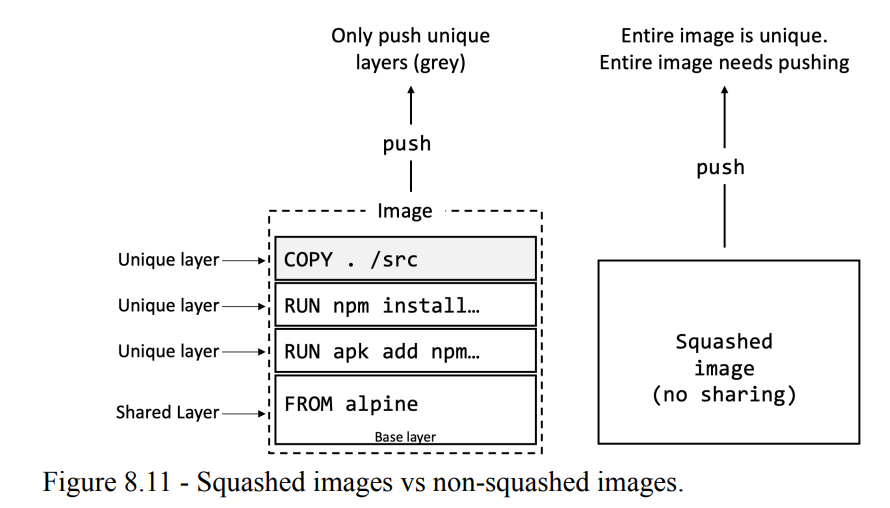 Only push unique
layers (grey)
push
Image
Unique layer
COPY . /src
Unique layer
RUN npm install…
Unique layer
RUN apk add npm…
Shared Layer
FROM alpine
Base layer
Entire image is unique.
Entire image needs pushing
push
Squashed
image
(no sharing)
Figure 8.11 - Squashed images vs non-squashed images.